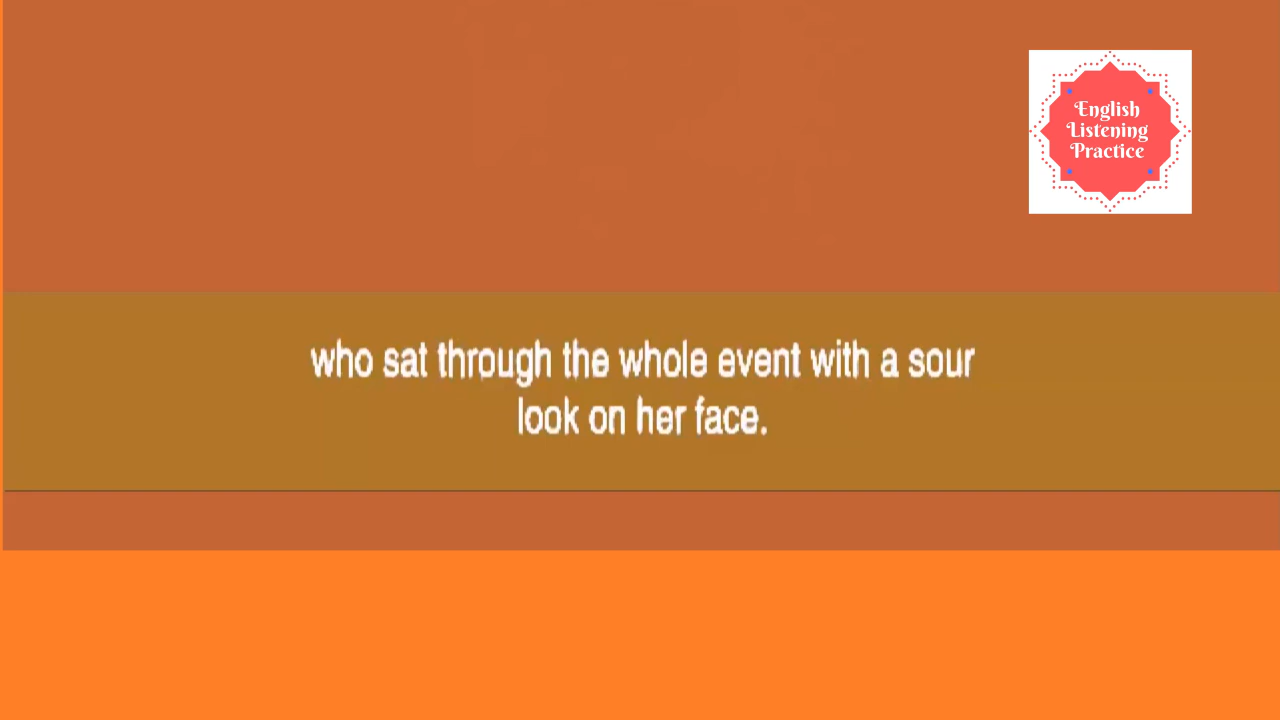 English
Listening
Practice
who sat through the whole event with a sour
look on her face.